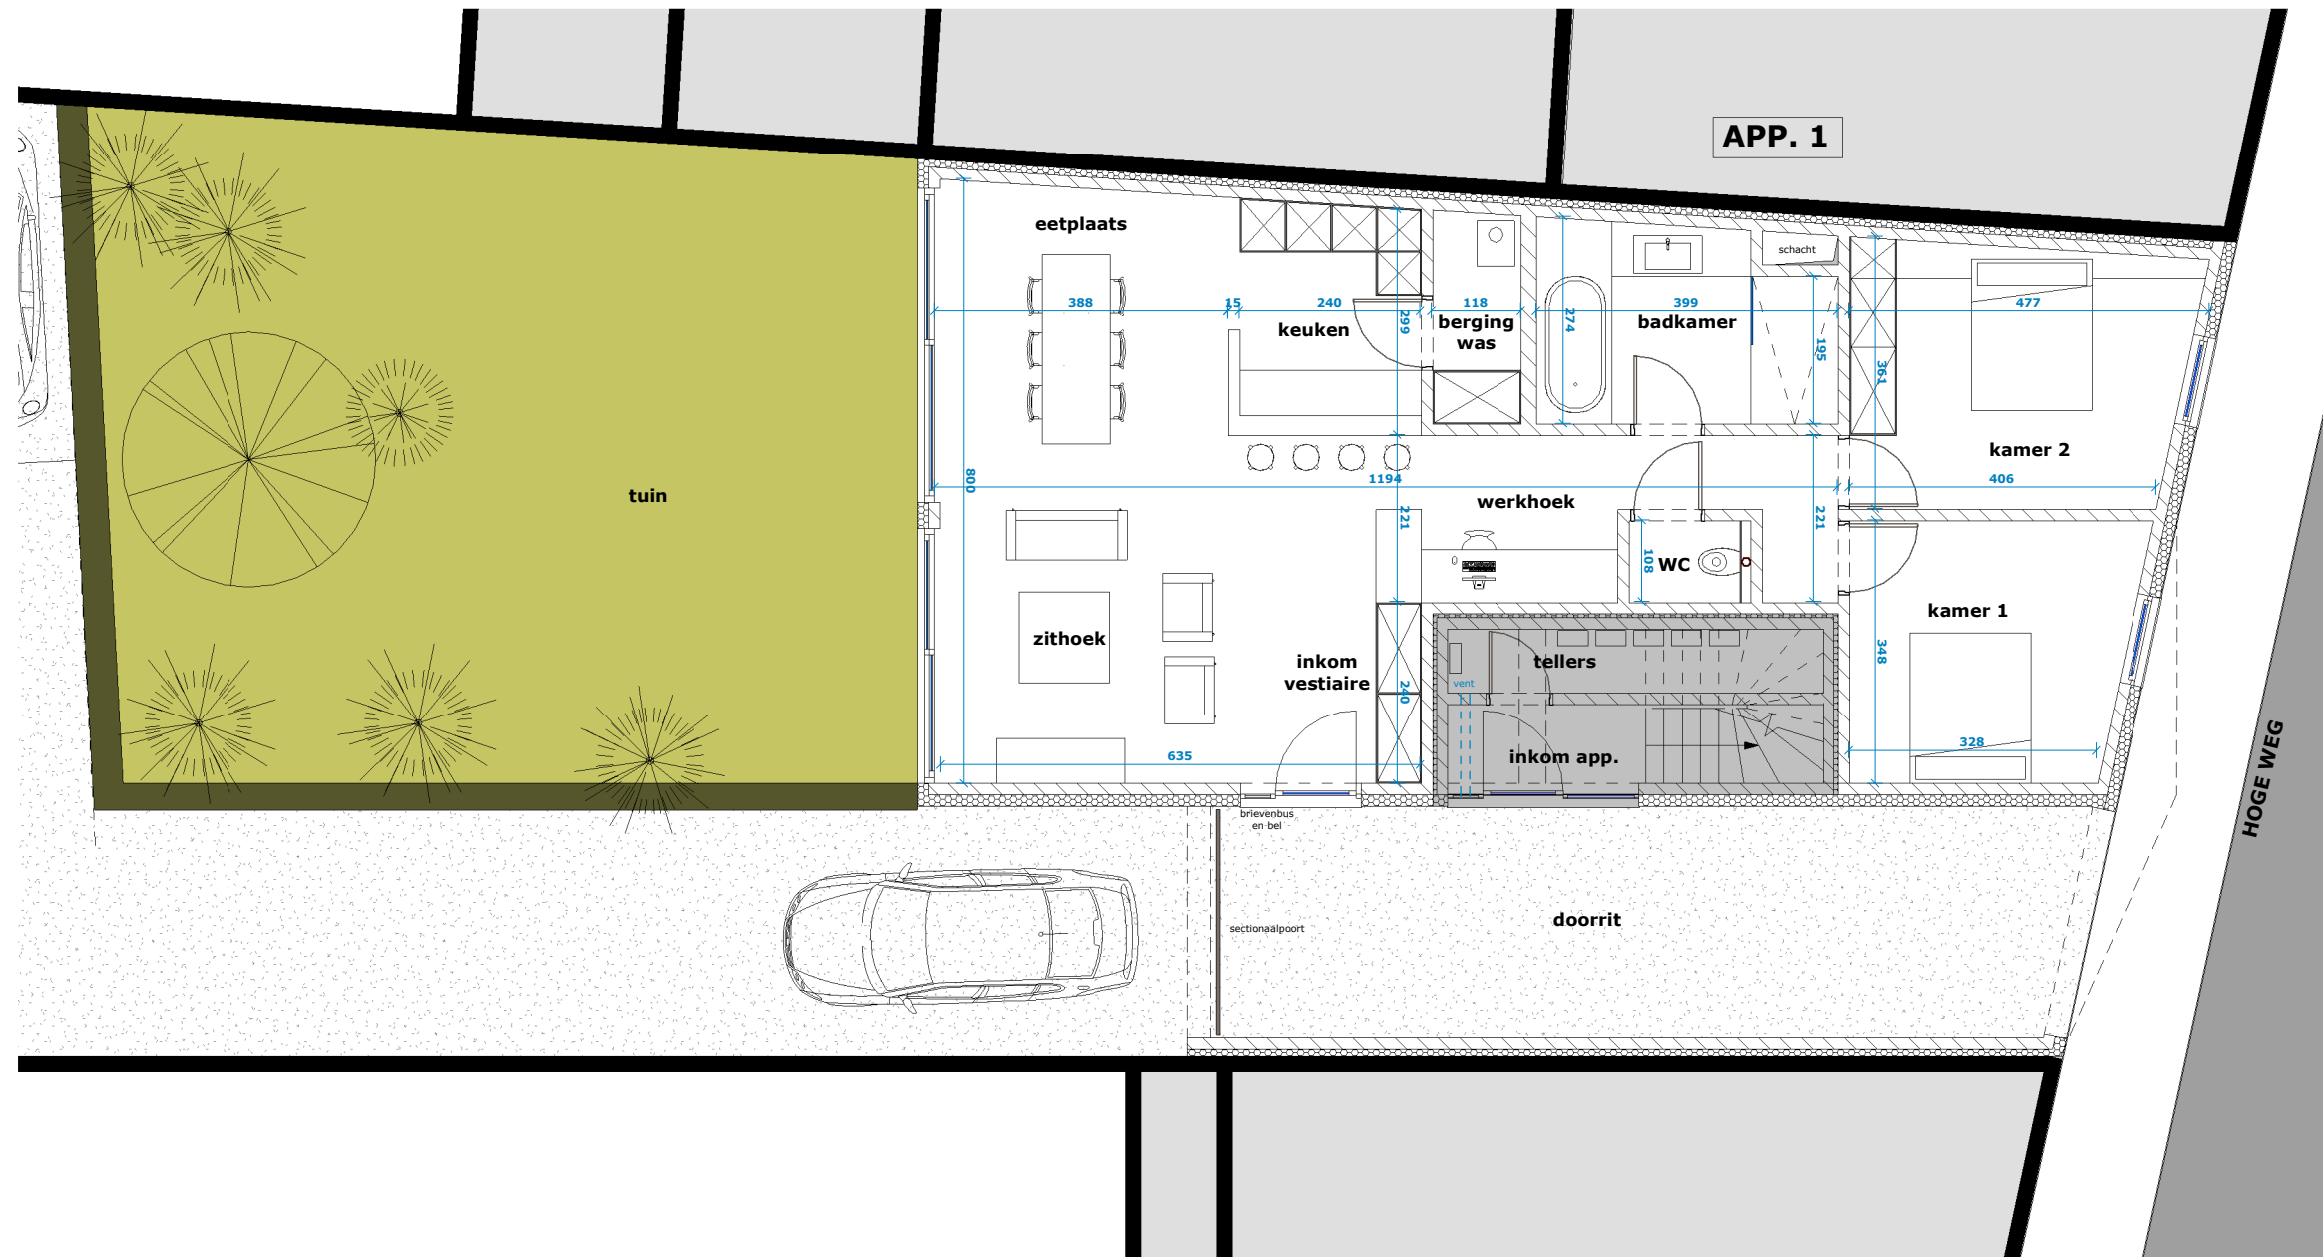 APP. 1
eetplaats
schacht
388
15
240
299
118
274
399
195
477
361
keuken
berging
was
badkamer
kamer 2
tuin
800
1194
406
werkhoek
221
221
108
WC
zithoek
kamer 1
inkom
vestiaire
240
tellers
vent
348
635
inkom app.
328
HOGE WEG
brievenbus
en bel
doorrit
sectionaalpoort